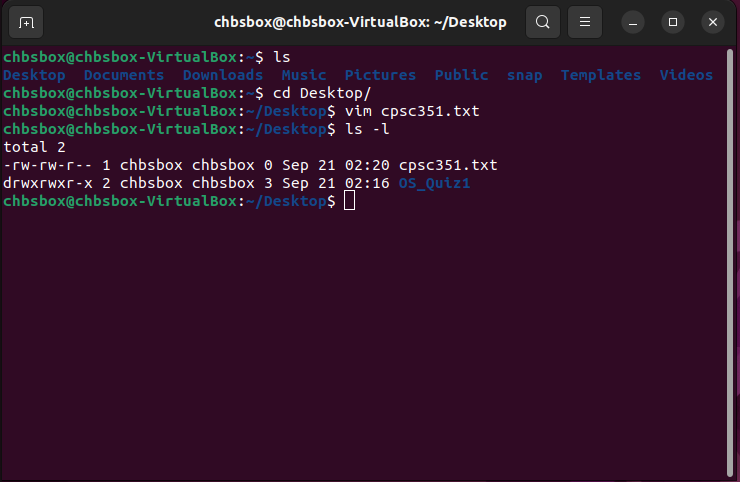 chbsbox@chbsbox-VirtualBox: ~/Desktop
chbsbox@chbsbox-VirtualBox:~$ ls
Desktop  Documents  Downloads  Music  Pictures  Public  snap  Templates  Videos
chbsbox@chbsbox-VirtualBox:~$ cd Desktop/
chbsbox@chbsbox-VirtualBox:~/Desktop$ vim cpsc351.txt
chbsbox@chbsbox-VirtualBox:~/Desktop$ ls -l
total 2
-rw-rw-r-- 1 chbsbox chbsbox 0 Sep 21 02:20 cpsc351.txt
drwxrwxr-x 2 chbsbox chbsbox 3 Sep 21 02:16 OS_Quiz1
chbsbox@chbsbox-VirtualBox:~/Desktop$